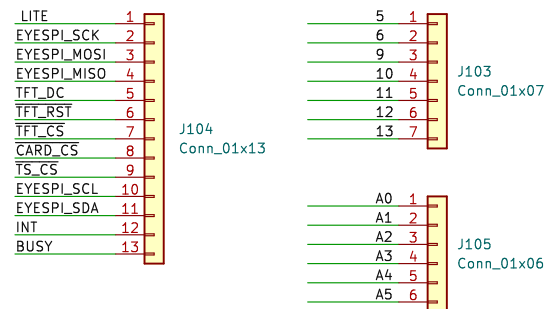 LITE 1
EYESPI_SCK 2
EYESPI_MOSI 3
EYESPI_MISO 4
TFT_DC 5
TFT_RST 6
TFT_CS 7
CARD_CS 8
TS_CS 9
EYESPI_SCL 10
EYESPI_SDA 11
INT 12
BUSY 13
J104
Conn_01x13
5 1
6 2
9 3
10 4
11 5
12 6
13 7
J103
Conn_01x07
A0 1
A1 2
A2 3
A3 4
A4 5
A5 6
J105
Conn_01x06